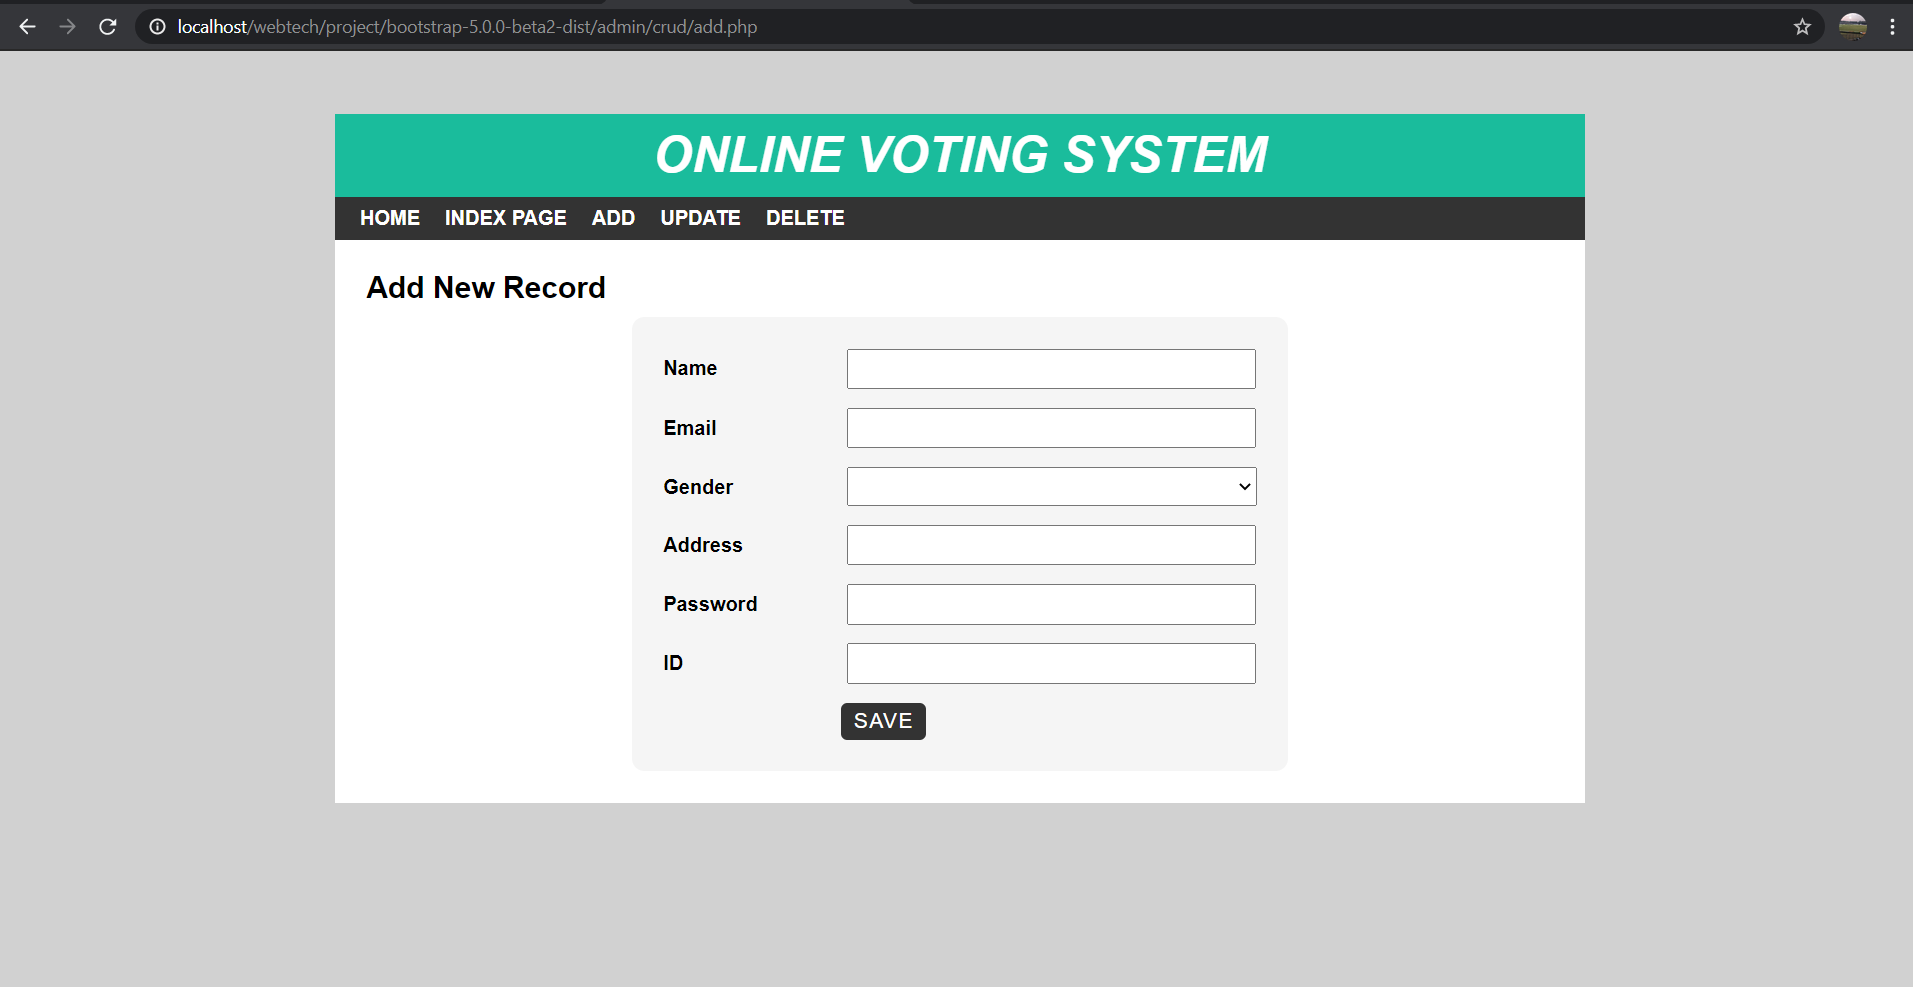 localhost/webtech/project/bootstrap-5.0.0-beta2-dist/admin/crud/add.php
ONLINE VOTING SYSTEM
HOME INDEX PAGE ADD UPDATE DELETE
Add New Record
Name
Email
Gender
Address
Password
ID
SAVE